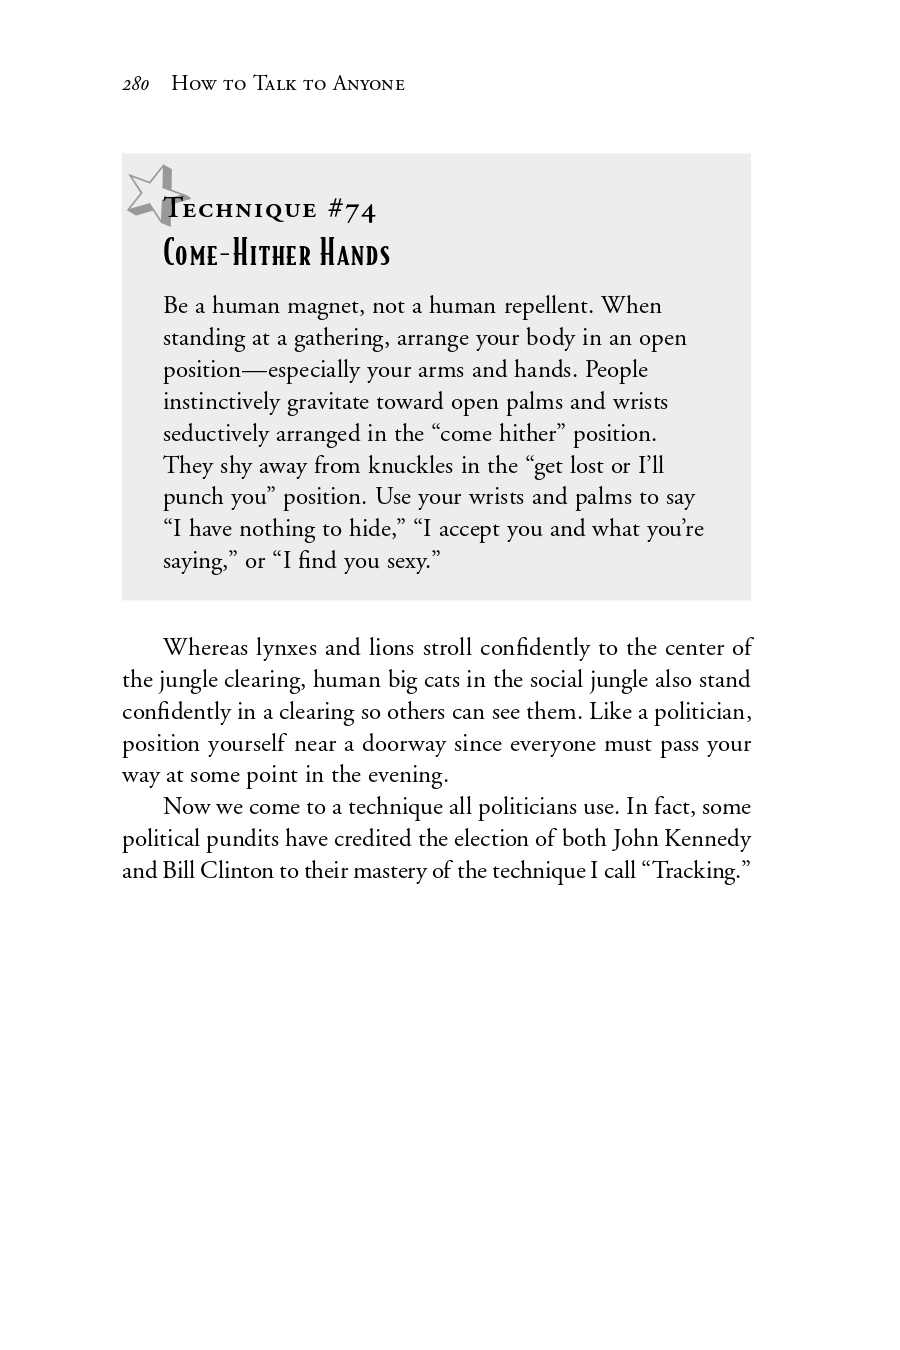 280 How to Talk to Anyone
Technique #74
Come-Hither Hands
Be a human magnet, not a human repellent. When
standing at a gathering, arrange your body in an open
position—especially your arms and hands. People
instinctively gravitate toward open palms and wrists
seductively arranged in the “come hither” position.
They shy away from knuckles in the “get lost or I’ll
punch you” position. Use your wrists and palms to say
“I have nothing to hide,” “I accept you and what you’re
saying,” or “I find you sexy.”
Whereas lynxes and lions stroll confidently to the center of
the jungle clearing, human big cats in the social jungle also stand
confidently in a clearing so others can see them. Like a politician,
position yourself near a doorway since everyone must pass your
way at some point in the evening.
Now we come to a technique all politicians use. In fact, some
political pundits have credited the election of both John Kennedy
and Bill Clinton to their mastery of the technique I call “Tracking.”